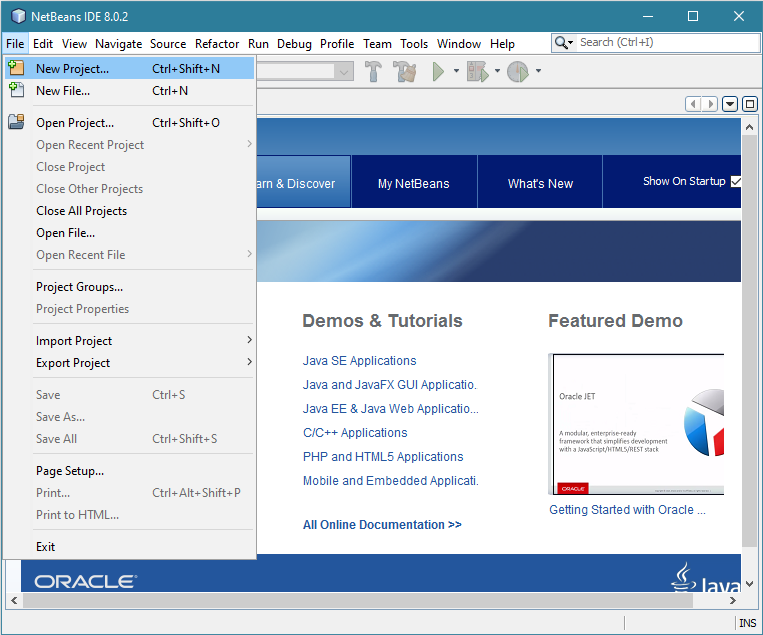 NetBeans IDE 8.0.2
File Edit View Navigate Source Refactor Run Debug Profile Team Tools Window Help
Search (Ctrl+I)
New Project... Ctrl+Shift+N
New File... Ctrl+N
Open Project... Ctrl+Shift+O
Open Recent Project
Close Project
Close Other Projects
Close All Projects
Open File...
Open Recent File
Project Groups...
Project Properties
Import Project
Export Project
Save Ctrl+S
Save As...
Save All Ctrl+Shift+S
Page Setup...
Print... Ctrl+Alt+Shift+P
Print to HTML...
Exit
arn & Discover
My NetBeans
What's New
Show On Startup
Demos & Tutorials
Java SE Applications
Java and JavaFX GUI Applicatio.
Java EE & Java Web Applicatio...
C/C++ Applications
PHP and HTML5 Applications
Mobile and Embedded Applicati.
All Online Documentation >>
Featured Demo
Oracle JET
A modular, enterprise-ready
framework that simplifies development
with a JavaScript/HTML5/REST stack
ORACLE
Getting Started with Oracle ...
ORACLE
Java
INS